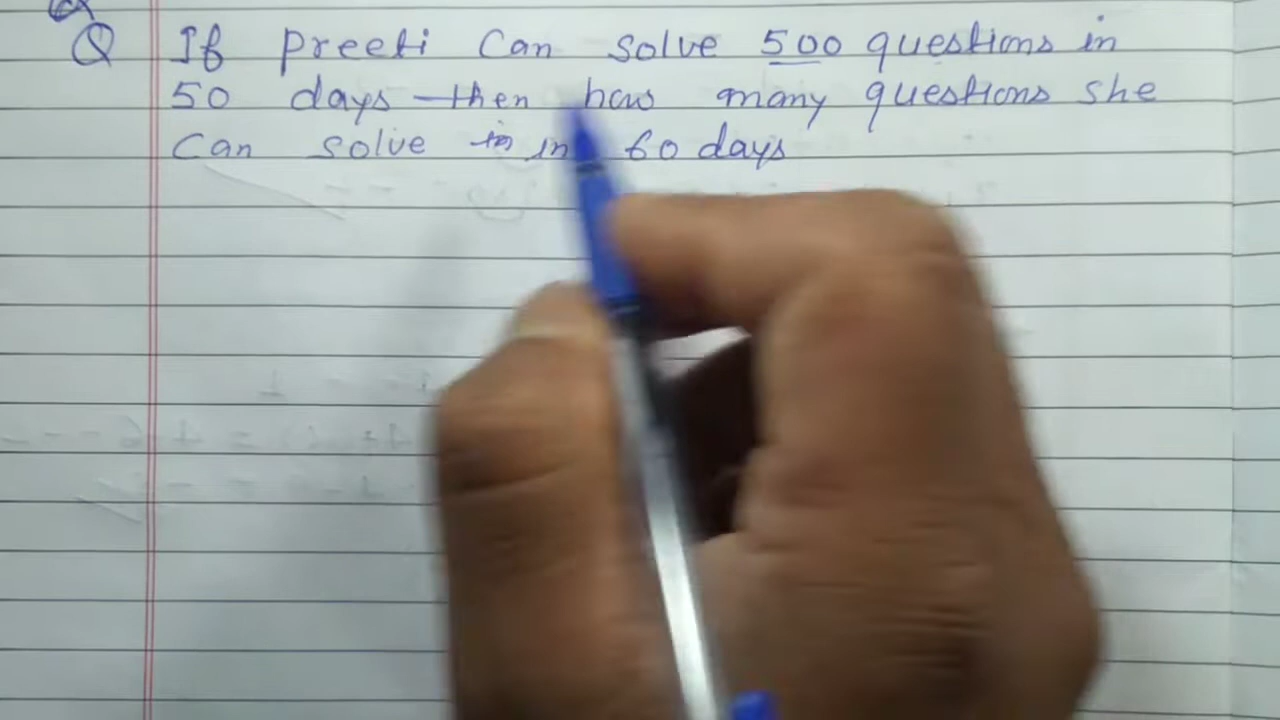 Q If Preeti Can solve 500 questions in
50 days then how many questions she
Can solve in 60 days